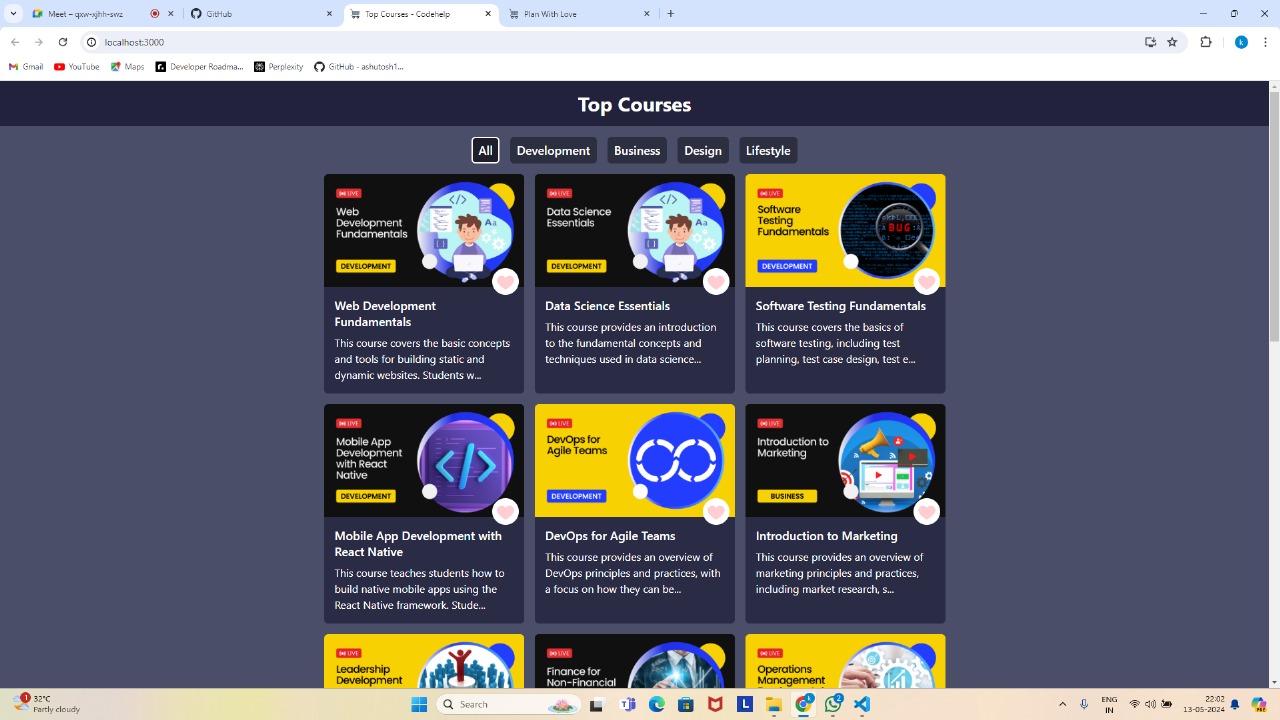 Meet - qxw-xjhh-swz
GitHub
Top Courses - Codehelp
Plan With Love
localhost:3000
k
Gmail
YouTube
Maps
Developer Roadma...
Perplexity
GitHub - ashutosh1...
Top Courses
All
Development
Business
Design
Lifestyle
LIVE
Web
Development
Fundamentals
DEVELOPMENT
Aa
Web Development
Fundamentals
This course covers the basic concepts
and tools for building static and
dynamic websites. Students w...
LIVE
Data Science
Essentials
DEVELOPMENT
Aa
Data Science Essentials
This course provides an introduction
to the fundamental concepts and
techniques used in data science...
LIVE
Software
Testing
Fundamentals
DEVELOPMENT
BUG
Software Testing Fundamentals
This course covers the basics of
software testing, including test
planning, test case design, test e...
LIVE
Mobile App
Development
with React
Native
DEVELOPMENT
Mobile App Development with
React Native
This course teaches students how to
build native mobile apps using the
React Native framework. Stude...
LIVE
DevOps for
Agile Teams
DEVELOPMENT
DevOps for Agile Teams
This course provides an overview of
DevOps principles and practices, with
a focus on how they can be...
LIVE
Introduction to
Marketing
BUSINESS
Introduction to Marketing
This course provides an overview of
marketing principles and practices,
including market research, s...
LIVE
Leadership
Development
LIVE
Finance for
Non-Financial
LIVE
Operations
Management
1
32°C
Partly cloudy
Search
2
ENG
IN
22:02
13-05-2024